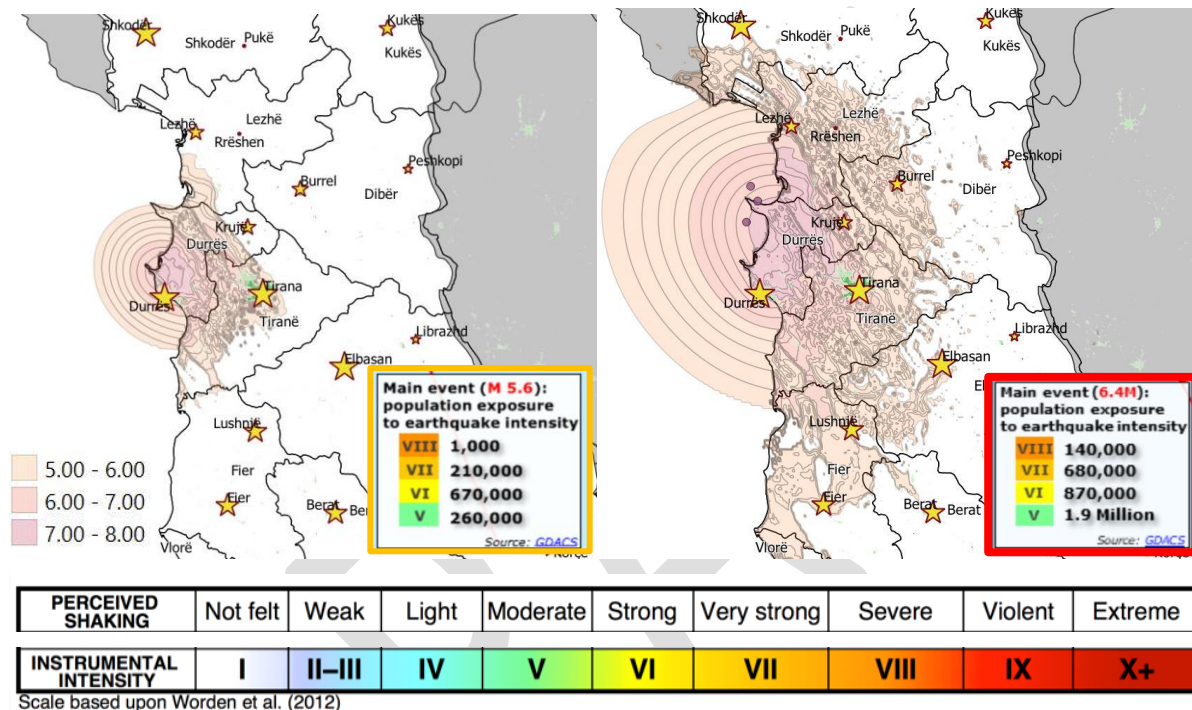 Shkodër
Shkodër
Pukë
Kukës
Kukës
Lezhë
Lezhë
Rrëshen
Peshkopi
Burrel
Dibër
Krujë
Durrës
Durrës
Tirana
Tiranë
Librazhd
Elbasan
Lushnjë
Fier
Fier
Berat
Ber
Vlorë
5.00 - 6.00
6.00 - 7.00
7.00 - 8.00
Main event (M 5.6):
population exposure
to earthquake intensity
VIII 1,000
VII 210,000
VI 670,000
V 260,000
Source: GDACS
Shkodër
Shkodër
Pukë
Kukës
Kukës
Lezhë
Lezhë
Rrëshen
Peshkopi
Burrel
Dibër
Krujë
Durrës
Durrës
Tirana
Tiranë
Librazhd
Elbasan
El
Lushnjë
Fier
Fier
Berat
Berat
Vlorë
Main event (6.4M):
population exposure
to earthquake intensity
VIII 140,000
VII 680,000
VI 870,000
V 1.9 Million
Source: GDACS
PERCEIVED SHAKING Not felt Weak Light Moderate Strong Very strong Severe Violent Extreme
INSTRUMENTAL INTENSITY I II–III IV V VI VII VIII IX X+
Scale based upon Worden et al. (2012)